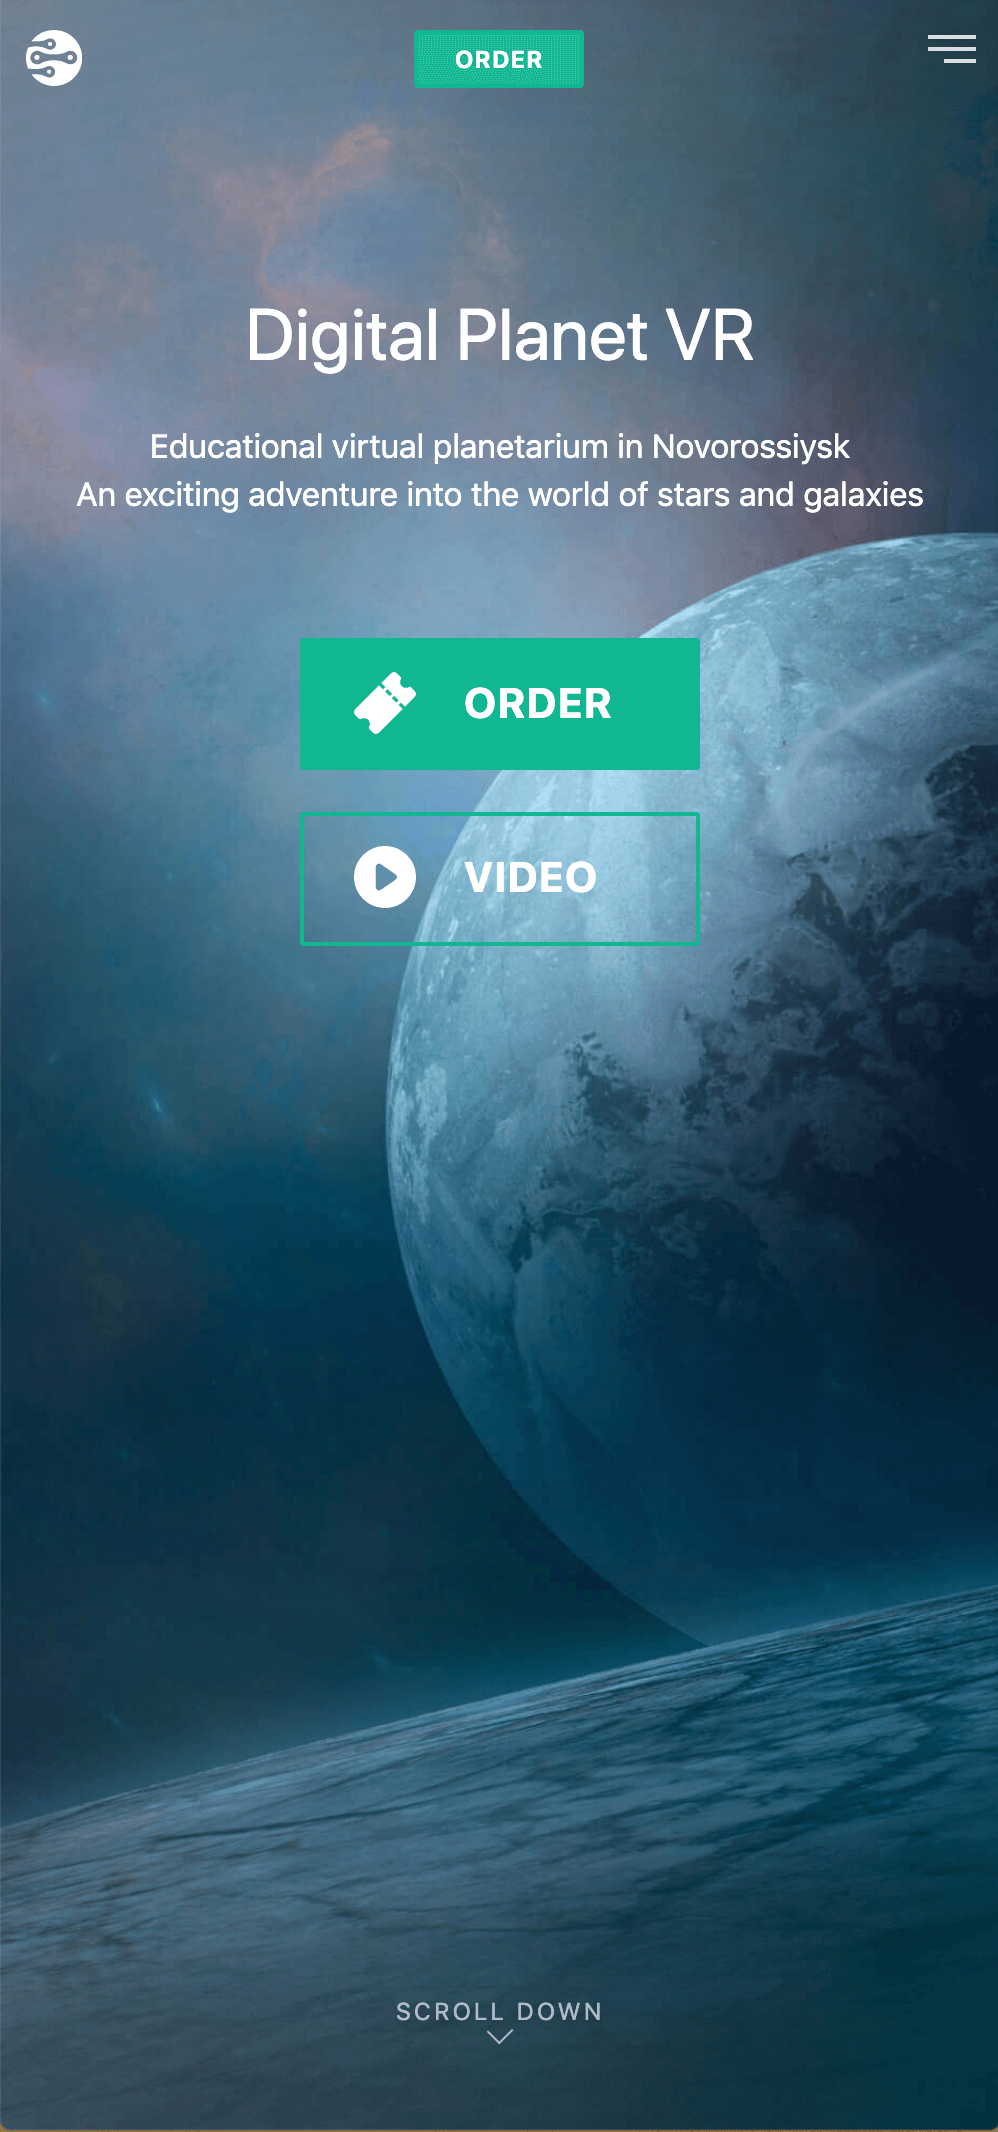 ORDER
Digital Planet VR
Educational virtual planetarium in Novorossiysk
An exciting adventure into the world of stars and galaxies
ORDER
VIDEO
SCROLL DOWN